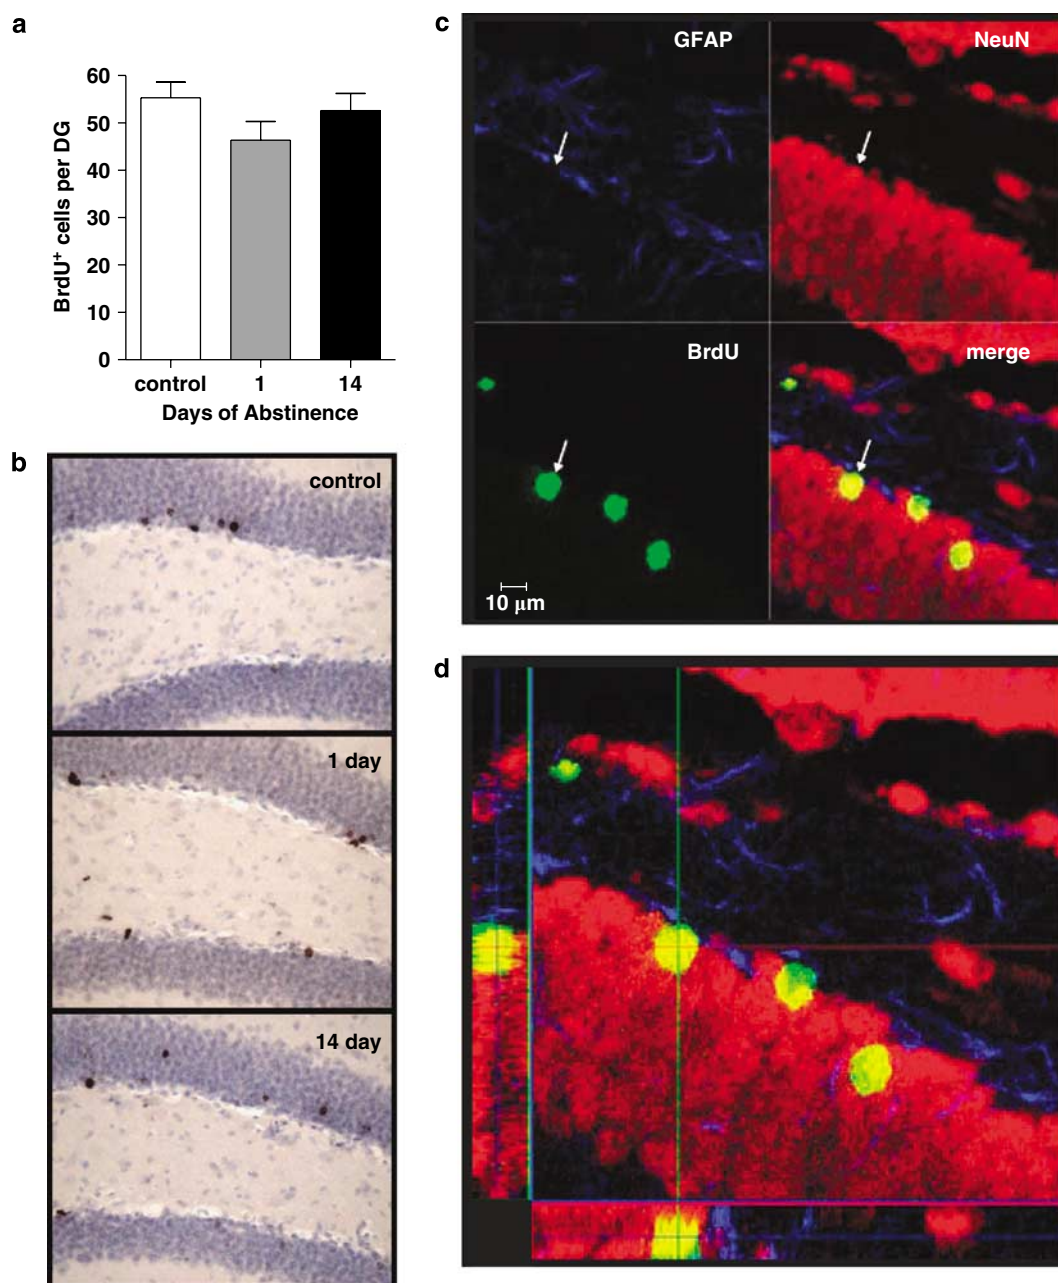 a
60
50
40
30
20
10
0
BrdU⁺ cells per DG
control 1 14
Days of Abstinence
b
control
1 day
14 day
c
GFAP
NeuN
BrdU
merge
10 µm
d